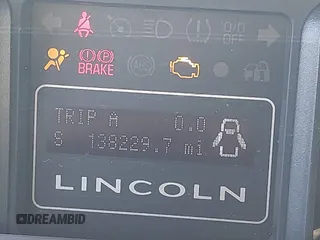 O/D
OFF
(!) (P)
BRAKE
TRIP A 0.0
S 138229.7 mi
LINCOLN
DREAMBID